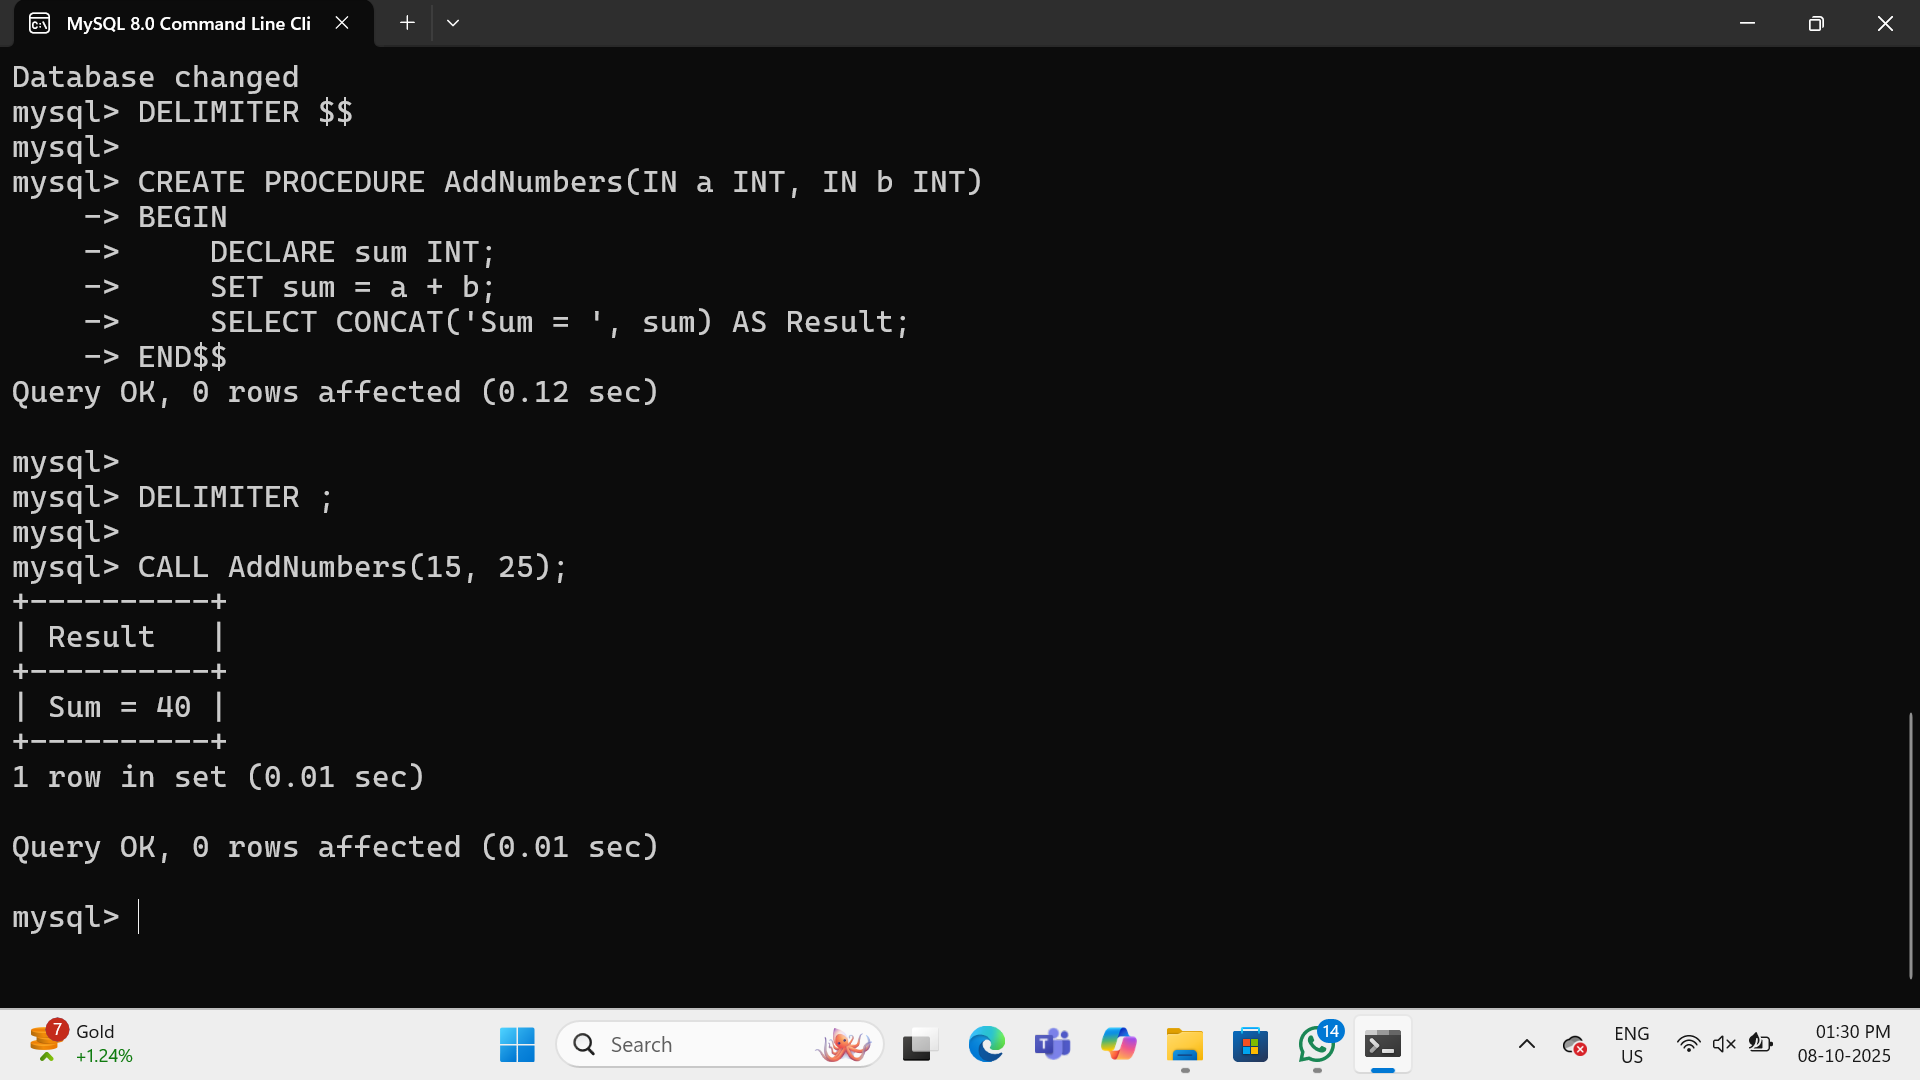 MySQL 8.0 Command Line Cli
Database changed
mysql> DELIMITER $$
mysql>
mysql> CREATE PROCEDURE AddNumbers(IN a INT, IN b INT)
    -> BEGIN
    ->     DECLARE sum INT;
    ->     SET sum = a + b;
    ->     SELECT CONCAT('Sum = ', sum) AS Result;
    -> END$$
Query OK, 0 rows affected (0.12 sec)
mysql>
mysql> DELIMITER ;
mysql>
mysql> CALL AddNumbers(15, 25);
+----------+
| Result   |
+----------+
| Sum = 40 |
+----------+
1 row in set (0.01 sec)
Query OK, 0 rows affected (0.01 sec)
mysql>
7
Gold
+1.24%
Search
14
ENG
US
01:30 PM
08-10-2025